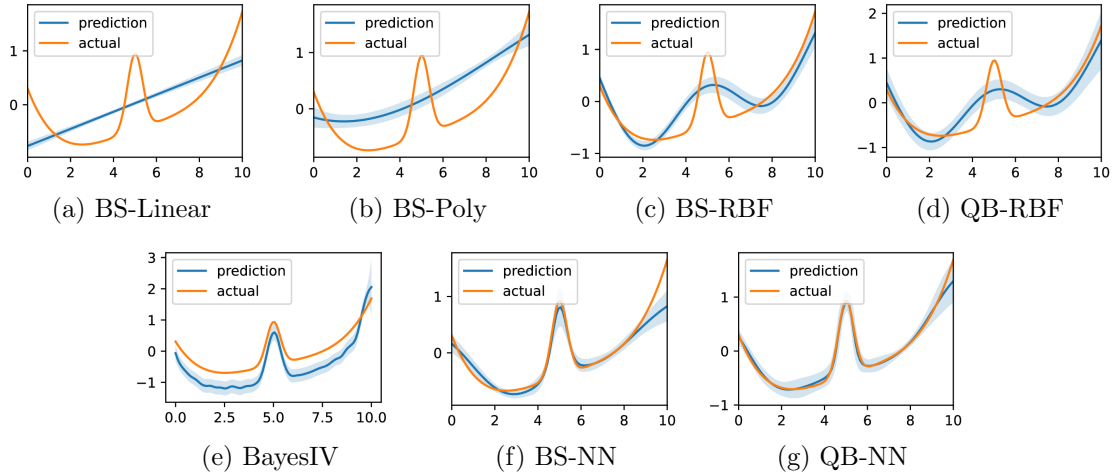 prediction
actual
1
0
0 2 4 6 8 10
(a) BS-Linear
prediction
actual
1
0
0 2 4 6 8 10
(b) BS-Poly
prediction
actual
1
0
−1
0 2 4 6 8 10
(c) BS-RBF
prediction
actual
2
1
0
−1
0 2 4 6 8 10
(d) QB-RBF
prediction
actual
3
2
1
0
−1
0.0 2.5 5.0 7.5 10.0
(e) BayesIV
prediction
actual
1
0
0 2 4 6 8 10
(f) BS-NN
prediction
actual
1
0
−1
0 2 4 6 8 10
(g) QB-NN